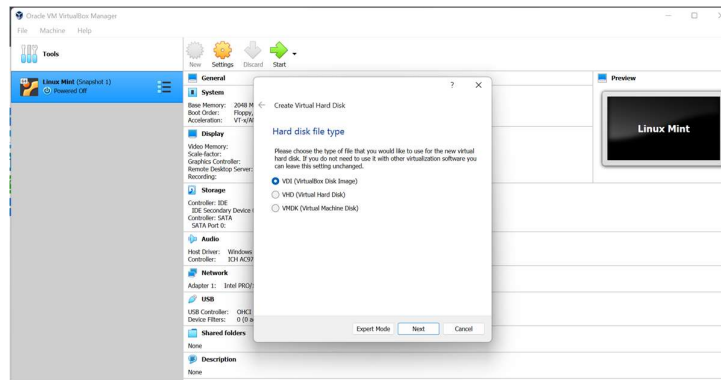 Oracle VM VirtualBox Manager
File Machine Help
Tools
New Settings Discard Start
Linux Mint (Snapshot 1)
Powered Off
General
System
Base Memory: 2048 M
Boot Order: Floppy,
Acceleration: VT-x/A
Display
Video Memory:
Scale-factor:
Graphics Controller:
Remote Desktop Server:
Recording:
Storage
Controller: IDE
IDE Secondary Device
Controller: SATA
SATA Port 0:
Audio
Host Driver: Windows
Controller: ICH AC97
Network
Adapter 1: Intel PRO/
USB
USB Controller: OHCI
Device Filters: 0 (0 a
Shared folders
None
Description
None
Preview
Linux Mint
?
Create Virtual Hard Disk
Hard disk file type
Please choose the type of file that you would like to use for the new virtual
hard disk. If you do not need to use it with other virtualization software you
can leave this setting unchanged.
VDI (VirtualBox Disk Image)
VHD (Virtual Hard Disk)
VMDK (Virtual Machine Disk)
Expert Mode Next Cancel